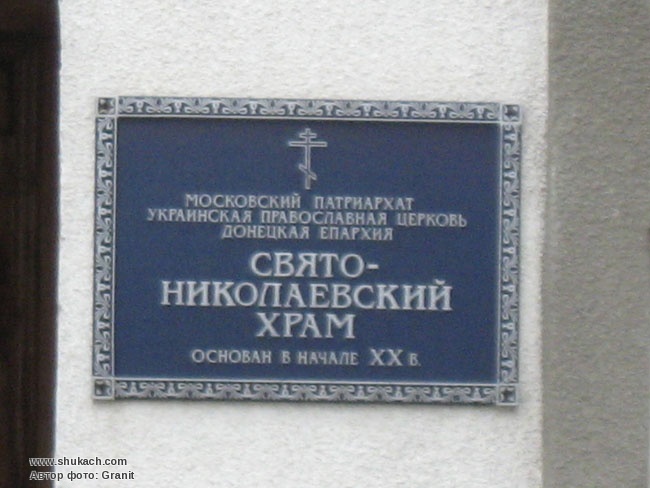 МОСКОВСКИЙ ПАТРИАРХАТ
УКРАИНСКАЯ ПРАВОСЛАВНАЯ ЦЕРКОВЬ
ДОНЕЦКАЯ ЕПАРХИЯ
СВЯТО-
НИКОЛАЕВСКИЙ
ХРАМ
ОСНОВАН В НАЧАЛЕ XX В.
www.shukach.com
Автор фото: Granit